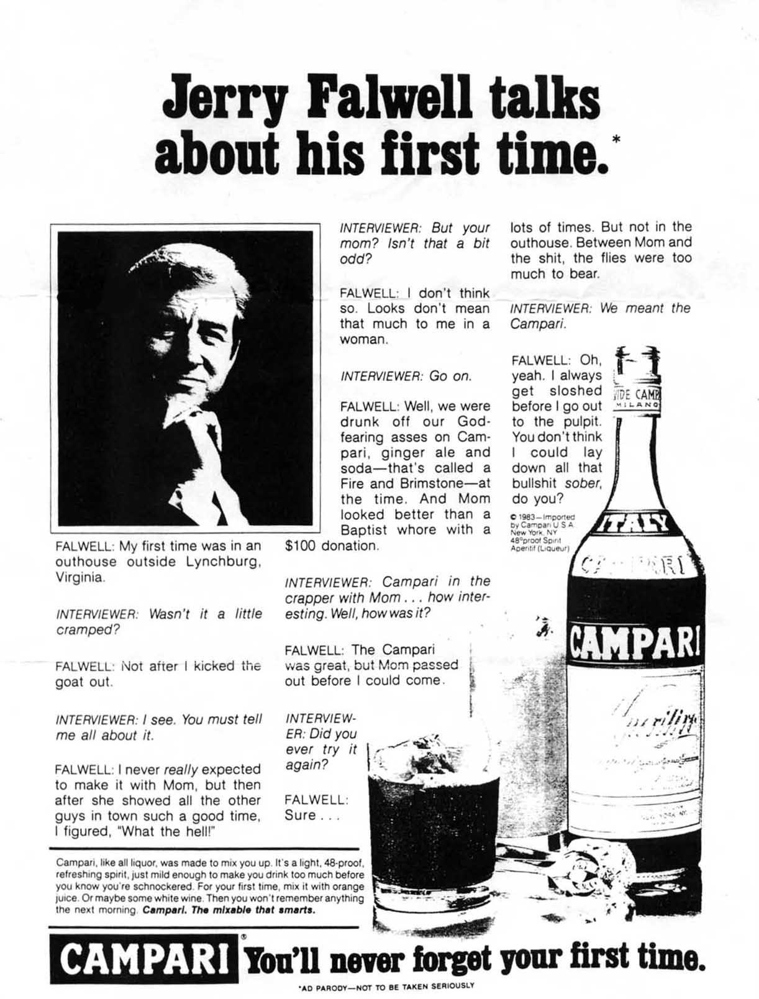 Jerry Falwell talks
about his first time.*
FALWELL: My first time was in an
outhouse outside Lynchburg,
Virginia.
INTERVIEWER: Wasn't it a little
cramped?
FALWELL: Not after I kicked the
goat out.
INTERVIEWER: I see. You must tell
me all about it.
FALWELL: I never really expected
to make it with Mom, but then
after she showed all the other
guys in town such a good time,
I figured, "What the hell!"
INTERVIEWER: But your
mom? Isn't that a bit
odd?
FALWELL: I don't think
so. Looks don't mean
that much to me in a
woman.
INTERVIEWER: Go on.
FALWELL: Well, we were
drunk off our God-
fearing asses on Cam-
pari, ginger ale and
soda—that's called a
Fire and Brimstone—at
the time. And Mom
looked better than a
Baptist whore with a
$100 donation.
INTERVIEWER: Campari in the
crapper with Mom . . . how inter-
esting. Well, how was it?
FALWELL: The Campari
was great, but Mom passed
out before I could come.
INTERVIEW-
ER: Did you
ever try it
again?
FALWELL:
Sure . . .
lots of times. But not in the
outhouse. Between Mom and
the shit, the flies were too
much to bear.
INTERVIEWER: We meant the
Campari.
FALWELL: Oh,
yeah. I always
get sloshed
before I go out
to the pulpit.
You don't think
I could lay
down all that
bullshit sober,
do you?
© 1983—Imported
by Campari U.S.A.
New York, NY
48°proof Spirit
Aperitif (Liqueur)
VIDE CAMPA
MILANO
ITALY
CAMPARI
CAMPARI
Campari, like all liquor, was made to mix you up. It's a light, 48-proof,
refreshing spirit, just mild enough to make you drink too much before
you know you're schnockered. For your first time, mix it with orange
juice. Or maybe some white wine. Then you won't remember anything
the next morning. Campari. The mixable that smarts.
CAMPARI® You'll never forget your first time.
*AD PARODY—NOT TO BE TAKEN SERIOUSLY